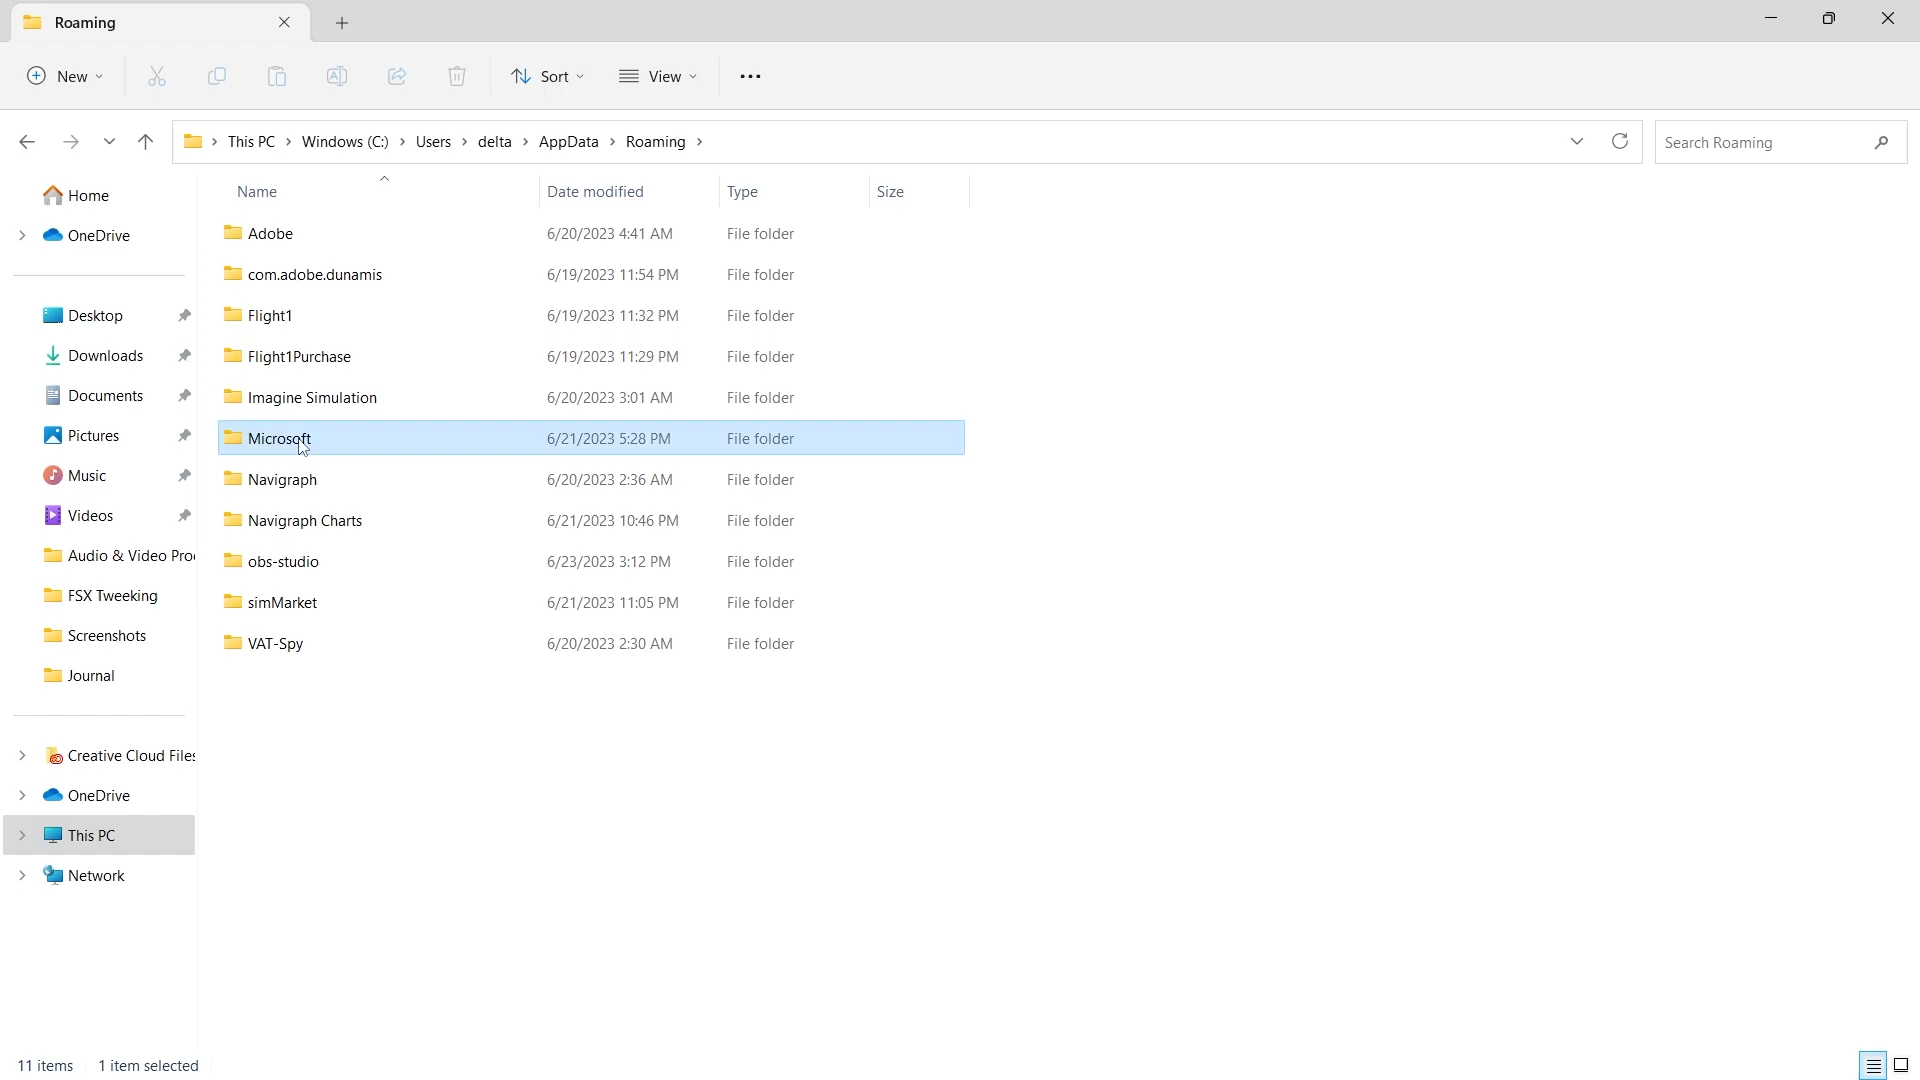 Roaming
New
Sort
View
This PC > Windows (C:) > Users > delta > AppData > Roaming >
Search Roaming
Name Date modified Type Size
Home
OneDrive
Desktop
Downloads
Documents
Pictures
Music
Videos
Audio & Video Pro
FSX Tweeking
Screenshots
Journal
Creative Cloud Files
OneDrive
This PC
Network
Adobe 6/20/2023 4:41 AM File folder
com.adobe.dunamis 6/19/2023 11:54 PM File folder
Flight1 6/19/2023 11:32 PM File folder
Flight1Purchase 6/19/2023 11:29 PM File folder
Imagine Simulation 6/20/2023 3:01 AM File folder
Microsoft 6/21/2023 5:28 PM File folder
Navigraph 6/20/2023 2:36 AM File folder
Navigraph Charts 6/21/2023 10:46 PM File folder
obs-studio 6/23/2023 3:12 PM File folder
simMarket 6/21/2023 11:05 PM File folder
VAT-Spy 6/20/2023 2:30 AM File folder
11 items 1 item selected